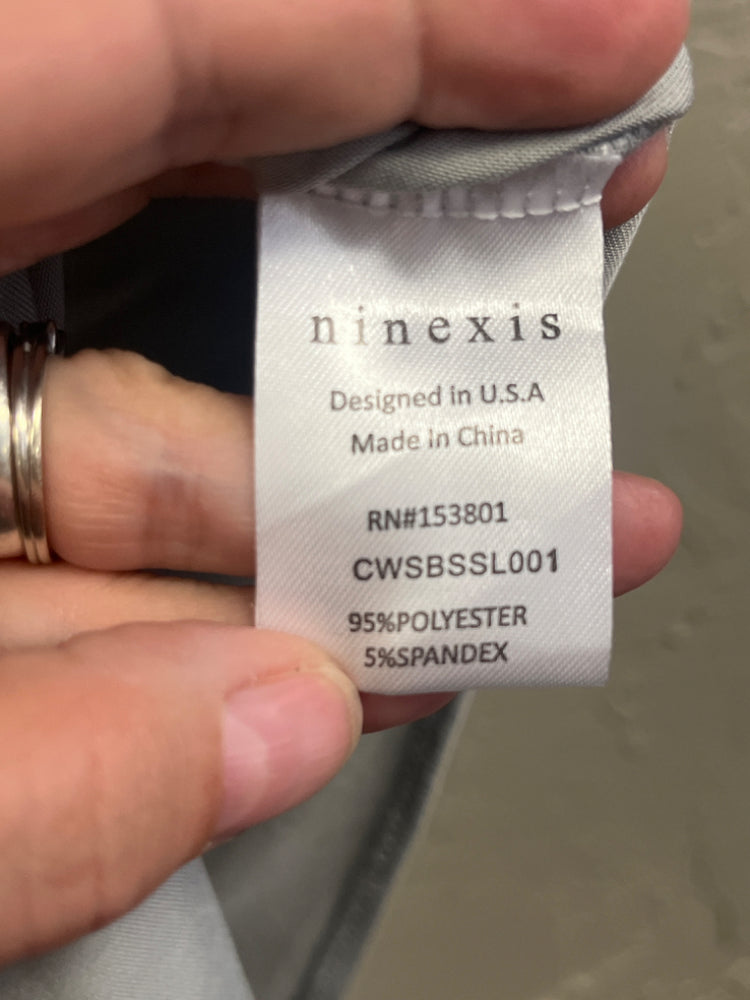 ninexis
Designed in U.S.A
Made in China
RN#153801
CWSBSSL001
95%POLYESTER
5%SPANDEX